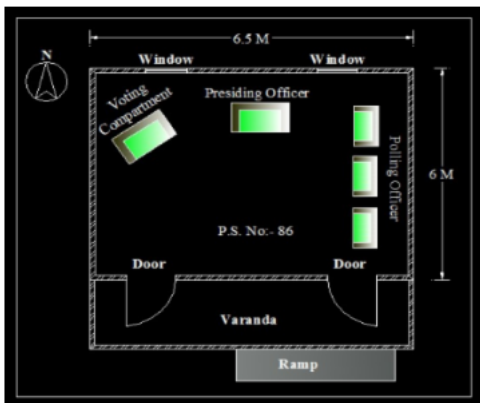 6.5 M
N
Window
Window
Voting
Compartment
Presiding Officer
Polling Officer
6 M
P.S. No:- 86
Door
Door
Varanda
Ramp